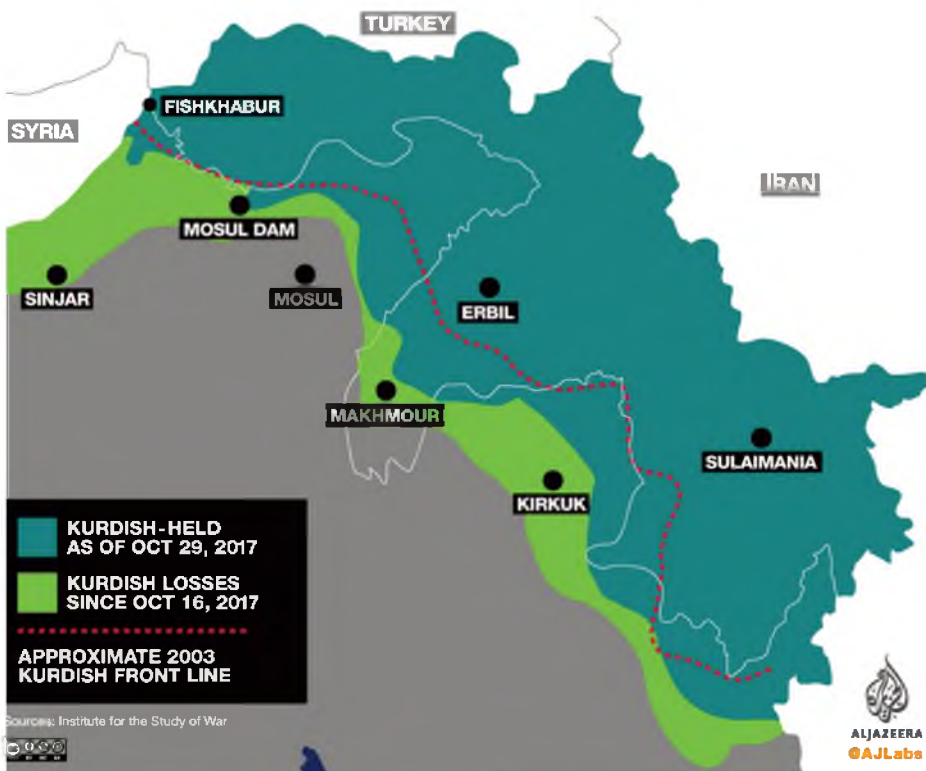 TURKEY
FISHKHABUR
SYRIA
IRAN
MOSUL DAM
SINJAR
MOSUL
ERBIL
MAKHMOUR
SULAIMANIA
KIRKUK
KURDISH-HELD
AS OF OCT 29, 2017
KURDISH LOSSES
SINCE OCT 16, 2017
APPROXIMATE 2003
KURDISH FRONT LINE
Sources: Institute for the Study of War
ALJAZEERA
@AJLabs